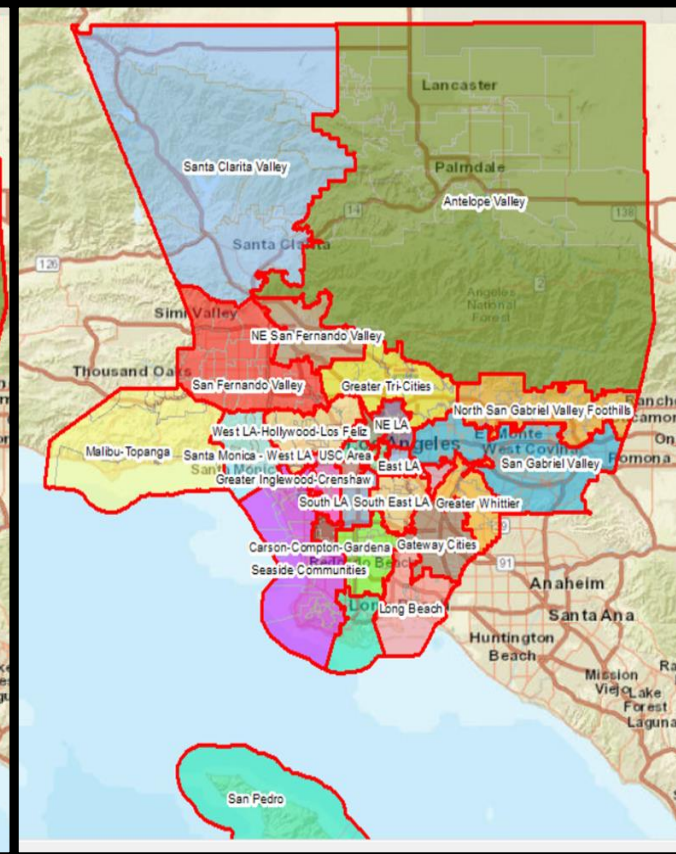 Lancaster
Palmdale
Santa Clarita Valley
Antelope Valley
14
138
Santa Clarita
126
2
Angeles
National
Forest
Simi Valley
NE San Fernando Valley
Thousand Oaks
San Fernando Valley
Greater Tri-Cities
North San Gabriel Valley Foothills
NE LA
West LA-Hollywood-Los Feliz
Angeles
El Monte
West Covina
Malibu-Topanga
Santa Monica - West LA
USC Area
East LA
San Gabriel Valley
Pomona
Greater Inglewood-Crenshaw
South LA
South East LA
Greater Whittier
Carson-Compton-Gardena
Gateway Cities
91
Seaside Communities
Anaheim
Long Beach
Santa Ana
Huntington
Beach
Mission
Viejo
Lake
Forest
Laguna
San Pedro